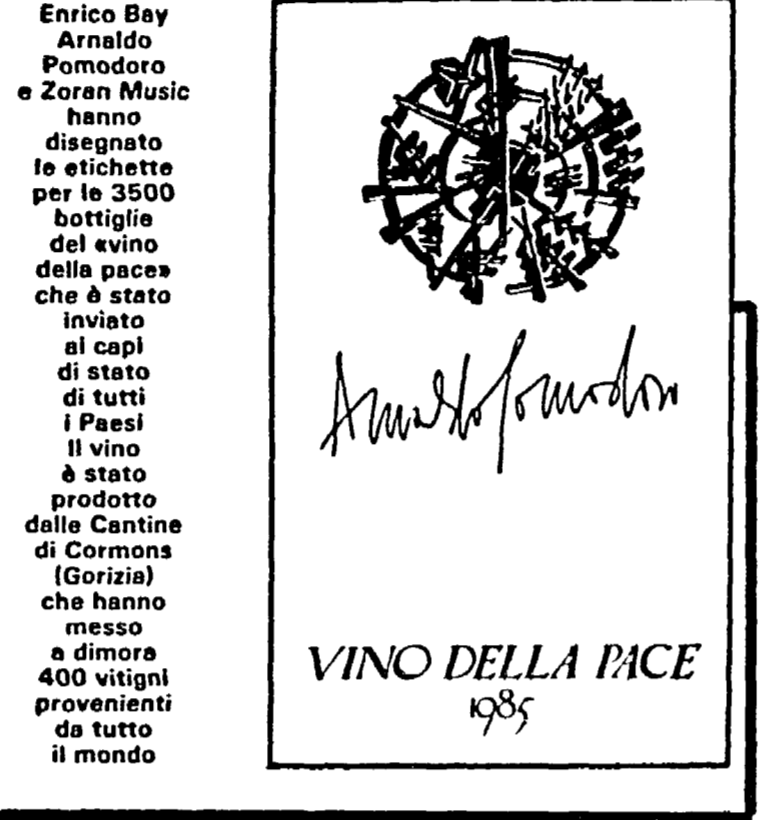 Enrico Bay
Arnaldo
Pomodoro
e Zoran Music
hanno
disegnato
le etichette
per le 3500
bottiglie
del «vino
della pace»
che è stato
inviato
ai capi
di stato
di tutti
i Paesi
Il vino
è stato
prodotto
dalle Cantine
di Cormons
(Gorizia)
che hanno
messo
a dimora
400 vitigni
provenienti
da tutto
il mondo
Arnaldo Pomodoro
VINO DELLA PACE
1985